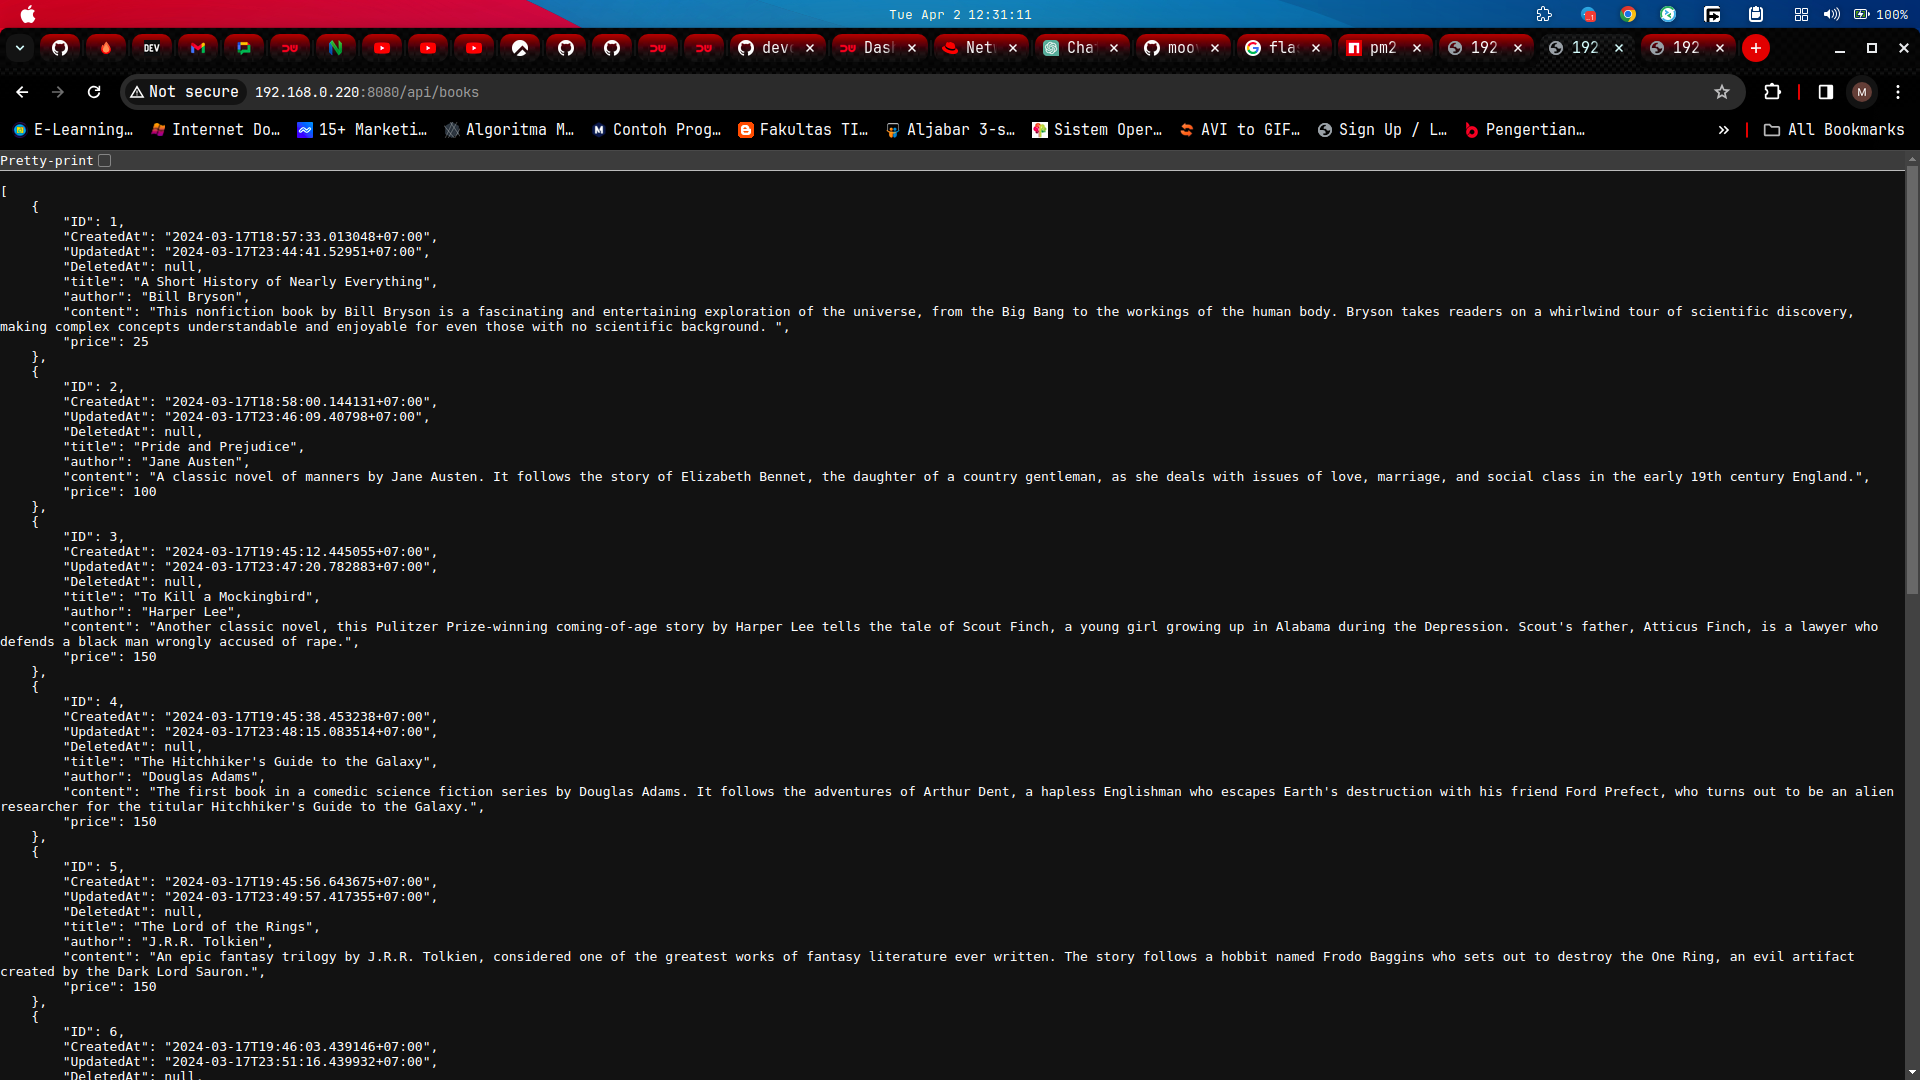 Tue Apr 2 12:31:11
100%
DEV
devc
Dash
Netw
Chat
moov
flas
pm2
192
192
192
Not secure
192.168.0.220:8080/api/books
M
E-Learning…
Internet Do…
15+ Marketi…
Algoritma M…
Contoh Prog…
Fakultas TI…
Aljabar 3-s…
Sistem Oper…
AVI to GIF…
Sign Up / L…
Pengertian…
All Bookmarks
Pretty-print
[
    {
        "ID": 1,
        "CreatedAt": "2024-03-17T18:57:33.013048+07:00",
        "UpdatedAt": "2024-03-17T23:44:41.52951+07:00",
        "DeletedAt": null,
        "title": "A Short History of Nearly Everything",
        "author": "Bill Bryson",
        "content": "This nonfiction book by Bill Bryson is a fascinating and entertaining exploration of the universe, from the Big Bang to the workings of the human body. Bryson takes readers on a whirlwind tour of scientific discovery,
making complex concepts understandable and enjoyable for even those with no scientific background. ",
        "price": 25
    },
    {
        "ID": 2,
        "CreatedAt": "2024-03-17T18:58:00.144131+07:00",
        "UpdatedAt": "2024-03-17T23:46:09.40798+07:00",
        "DeletedAt": null,
        "title": "Pride and Prejudice",
        "author": "Jane Austen",
        "content": "A classic novel of manners by Jane Austen. It follows the story of Elizabeth Bennet, the daughter of a country gentleman, as she deals with issues of love, marriage, and social class in the early 19th century England.",
        "price": 100
    },
    {
        "ID": 3,
        "CreatedAt": "2024-03-17T19:45:12.445055+07:00",
        "UpdatedAt": "2024-03-17T23:47:20.782883+07:00",
        "DeletedAt": null,
        "title": "To Kill a Mockingbird",
        "author": "Harper Lee",
        "content": "Another classic novel, this Pulitzer Prize-winning coming-of-age story by Harper Lee tells the tale of Scout Finch, a young girl growing up in Alabama during the Depression. Scout's father, Atticus Finch, is a lawyer who
defends a black man wrongly accused of rape.",
        "price": 150
    },
    {
        "ID": 4,
        "CreatedAt": "2024-03-17T19:45:38.453238+07:00",
        "UpdatedAt": "2024-03-17T23:48:15.083514+07:00",
        "DeletedAt": null,
        "title": "The Hitchhiker's Guide to the Galaxy",
        "author": "Douglas Adams",
        "content": "The first book in a comedic science fiction series by Douglas Adams. It follows the adventures of Arthur Dent, a hapless Englishman who escapes Earth's destruction with his friend Ford Prefect, who turns out to be an alien
researcher for the titular Hitchhiker's Guide to the Galaxy.",
        "price": 150
    },
    {
        "ID": 5,
        "CreatedAt": "2024-03-17T19:45:56.643675+07:00",
        "UpdatedAt": "2024-03-17T23:49:57.417355+07:00",
        "DeletedAt": null,
        "title": "The Lord of the Rings",
        "author": "J.R.R. Tolkien",
        "content": "An epic fantasy trilogy by J.R.R. Tolkien, considered one of the greatest works of fantasy literature ever written. The story follows a hobbit named Frodo Baggins who sets out to destroy the One Ring, an evil artifact
created by the Dark Lord Sauron.",
        "price": 150
    },
    {
        "ID": 6,
        "CreatedAt": "2024-03-17T19:46:03.439146+07:00",
        "UpdatedAt": "2024-03-17T23:51:16.439932+07:00",
        "DeletedAt": null,